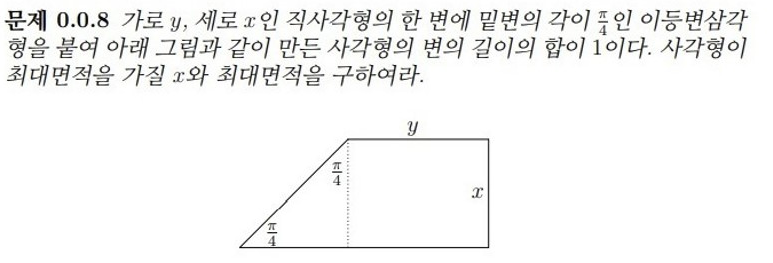 문제 0.0.8 가로 y, 세로 x인 직사각형의 한 변에 밑변의 각이 π/4인 이등변삼각
형을 붙여 아래 그림과 같이 만든 사각형의 변의 길이의 합이 1이다. 사각형이
최대면적을 가질 x와 최대면적을 구하여라.
y
π/4
x
π/4